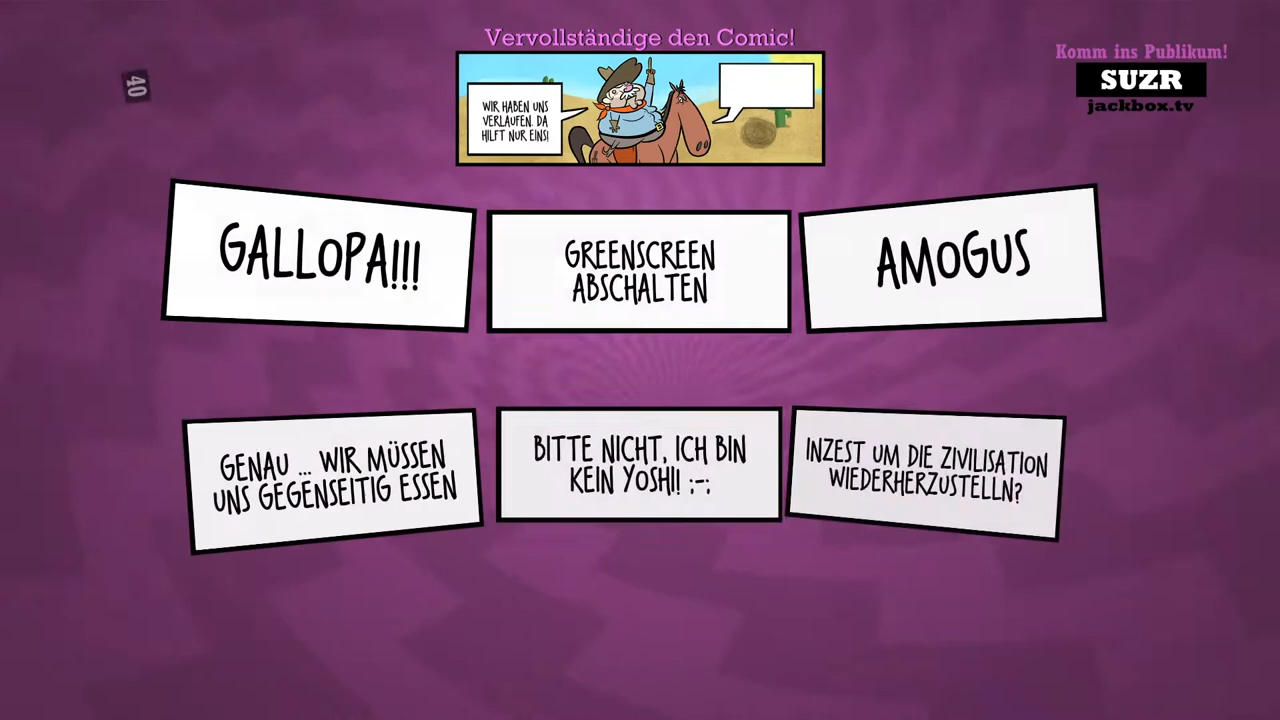 Vervollständige den Comic!
Komm ins Publikum!
SUZR
jackbox.tv
40
WIR HABEN UNS
VERLAUFEN. DA
HILFT NUR EINS!
GALLOPA!!!
GREENSCREEN
ABSCHALTEN
AMOGUS
GENAU ... WIR MÜSSEN
UNS GEGENSEITIG ESSEN
BITTE NICHT, ICH BIN
KEIN YOSHI! ;-;
INZEST UM DIE ZIVILISATION
WIEDERHERZUSTELLN?